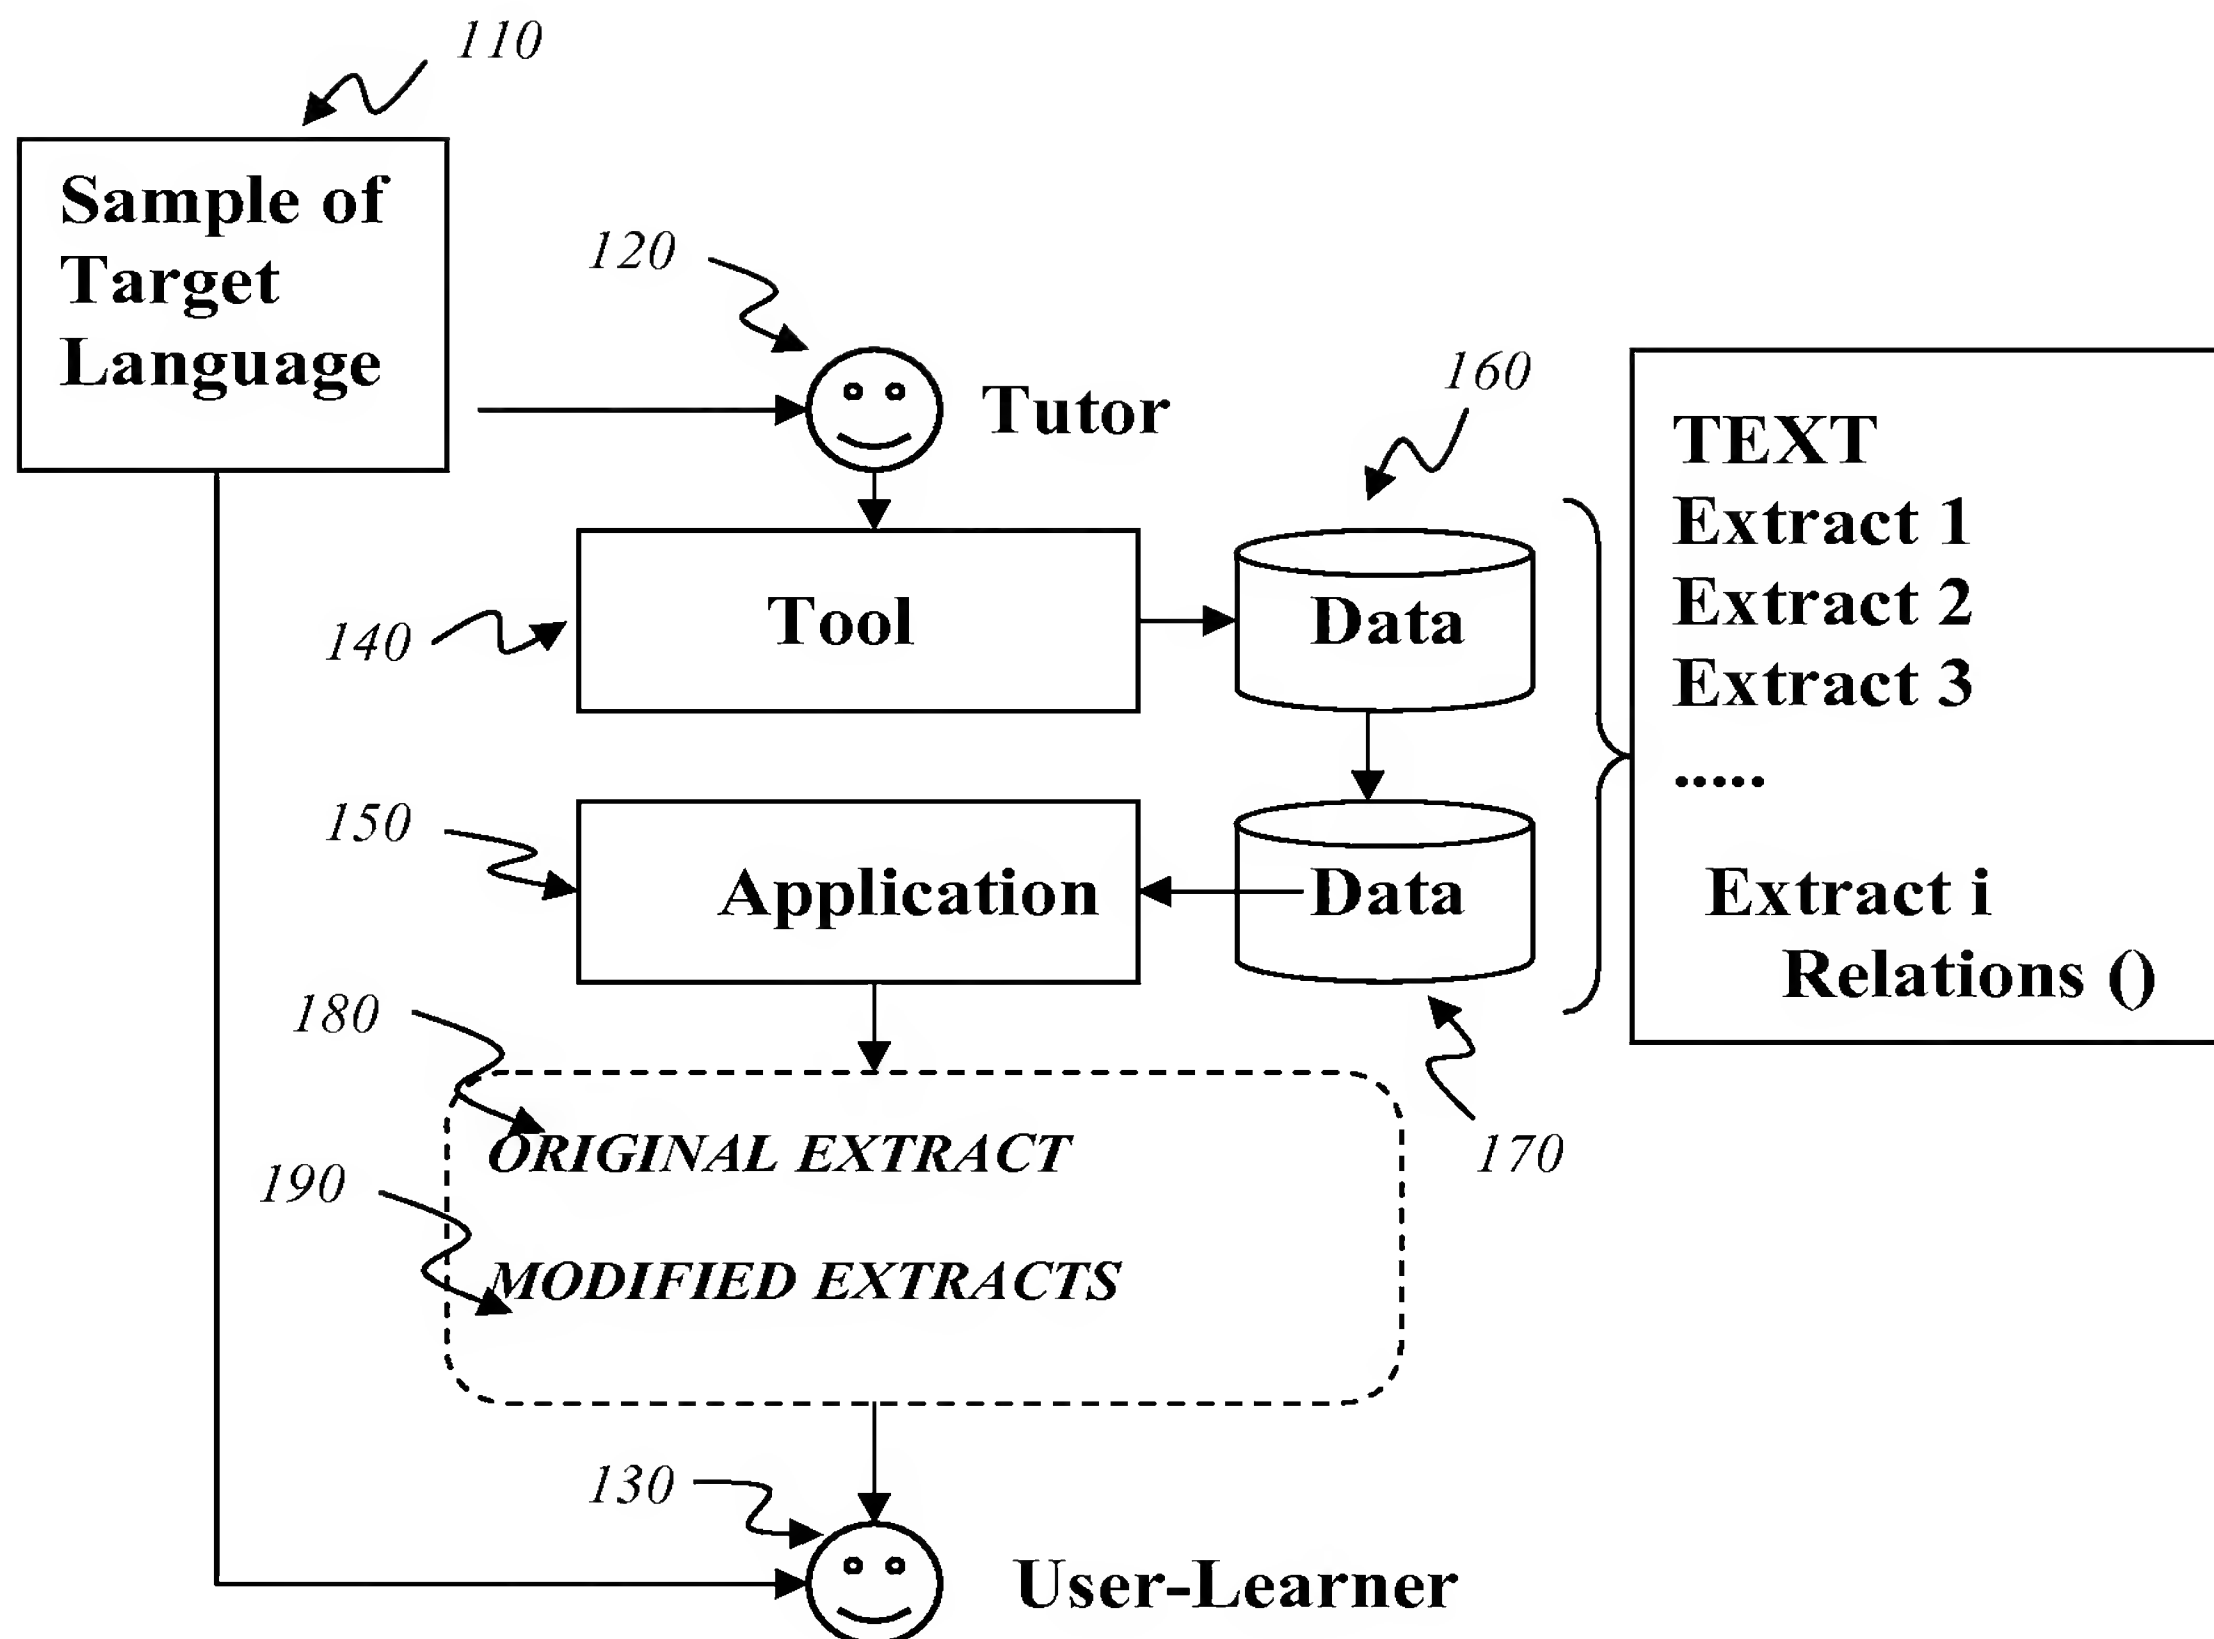 110
Sample of
Target
Language
120
Tutor
160
TEXT
Extract 1
Extract 2
Extract 3
.....
Extract i
Relations ()
140
Tool
Data
150
Application
Data
180
ORIGINAL EXTRACT
170
190
MODIFIED EXTRACTS
130
User-Learner